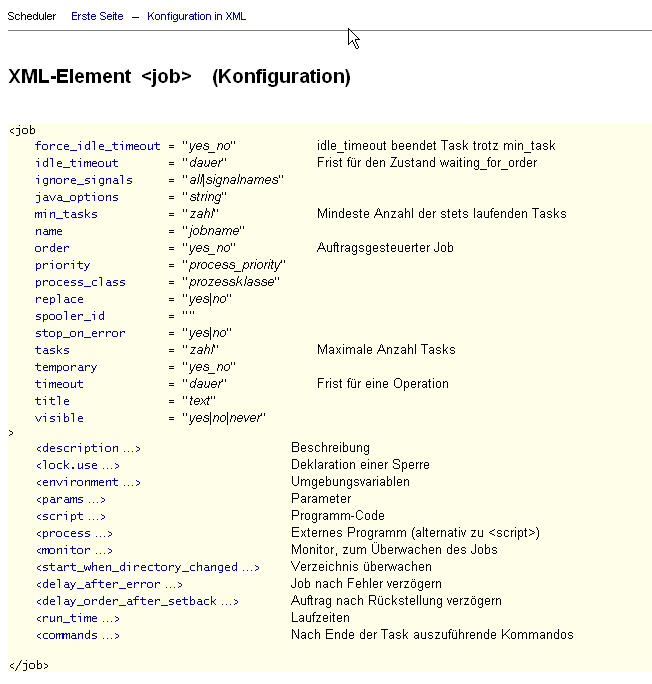 Scheduler Erste Seite — Konfiguration in XML
XML-Element <job> (Konfiguration)
<job
force_idle_timeout = "yes_no" idle_timeout beendet Task trotz min_task
idle_timeout = "dauer" Frist für den Zustand waiting_for_order
ignore_signals = "all|signalnames"
java_options = "string"
min_tasks = "zahl" Mindeste Anzahl der stets laufenden Tasks
name = "jobname"
order = "yes_no" Auftragsgesteuerter Job
priority = "process_priority"
process_class = "prozessklasse"
replace = "yes|no"
spooler_id = ""
stop_on_error = "yes|no"
tasks = "zahl" Maximale Anzahl Tasks
temporary = "yes_no"
timeout = "dauer" Frist für eine Operation
title = "text"
visible = "yes|no|never"
>
<description ...> Beschreibung
<lock.use ...> Deklaration einer Sperre
<environment ...> Umgebungsvariablen
<params ...> Parameter
<script ...> Programm-Code
<process ...> Externes Programm (alternativ zu <script>)
<monitor ...> Monitor, zum Überwachen des Jobs
<start_when_directory_changed ...> Verzeichnis überwachen
<delay_after_error ...> Job nach Fehler verzögern
<delay_order_after_setback ...> Auftrag nach Rückstellung verzögern
<run_time ...> Laufzeiten
<commands ...> Nach Ende der Task auszuführende Kommandos
</job>